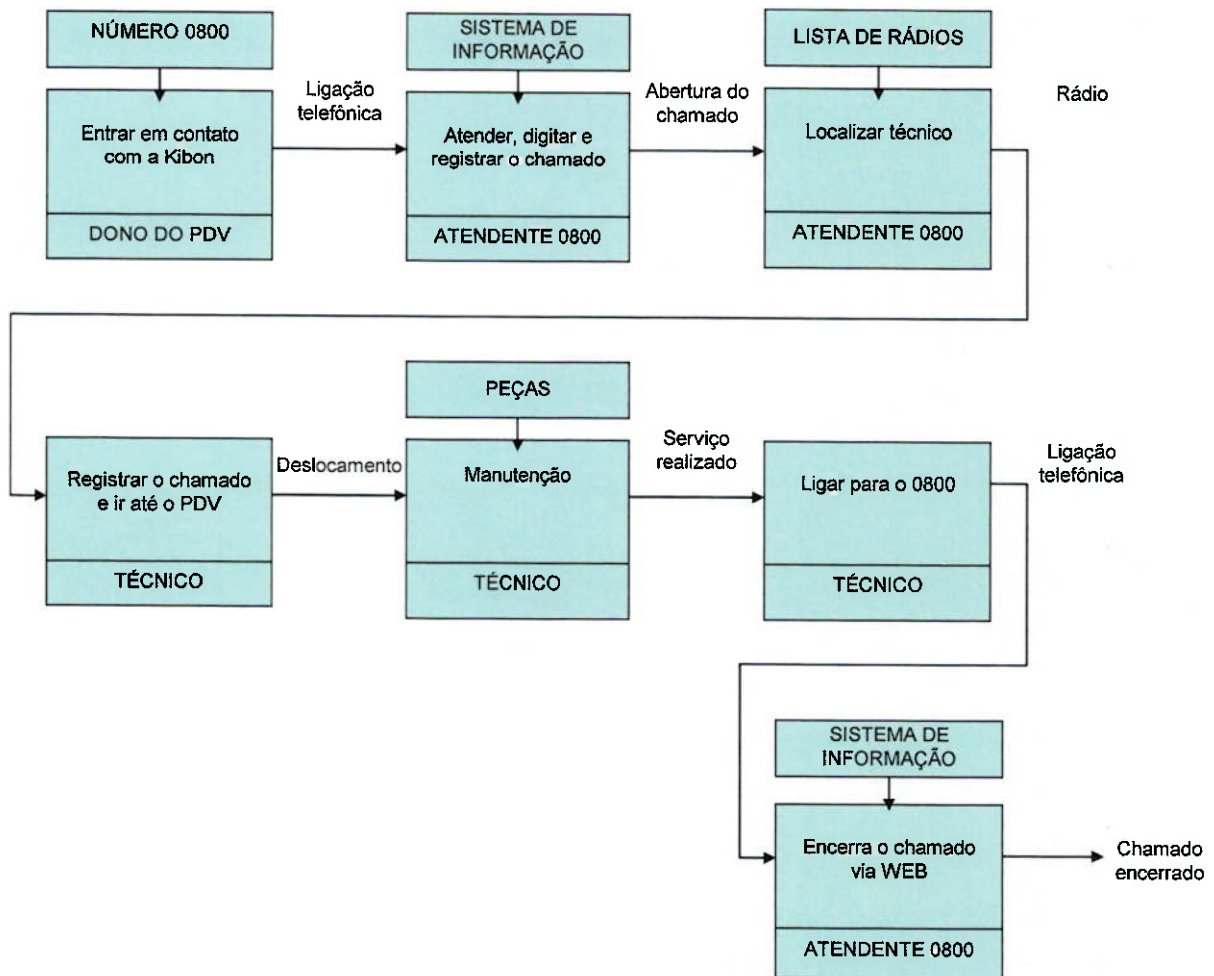 NÚMERO 0800
SISTEMA DE
INFORMAÇÃO
LISTA DE RÁDIOS
Entrar em contato
com a Kibon
DONO DO PDV
Ligação
telefônica
Atender, digitar e
registrar o chamado
ATENDENTE 0800
Abertura do
chamado
Localizar técnico
ATENDENTE 0800
Rádio
Registrar o chamado
e ir até o PDV
TÉCNICO
Deslocamento
PEÇAS
Manutenção
TÉCNICO
Serviço
realizado
Ligar para o 0800
TÉCNICO
Ligação
telefônica
SISTEMA DE
INFORMAÇÃO
Encerra o chamado
via WEB
ATENDENTE 0800
Chamado
encerrado